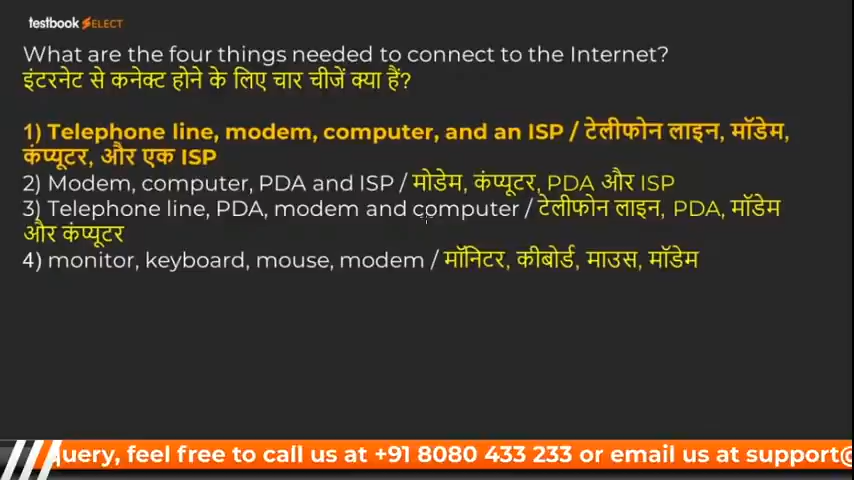 testbook SELECT
What are the four things needed to connect to the Internet?
इंटरनेट से कनेक्ट होने के लिए चार चीजें क्या हैं?
1) Telephone line, modem, computer, and an ISP / टेलीफोन लाइन, मॉडेम,
कंप्यूटर, और एक ISP
2) Modem, computer, PDA and ISP / मोडेम, कंप्यूटर, PDA और ISP
3) Telephone line, PDA, modem and computer / टेलीफोन लाइन, PDA, मॉडेम
और कंप्यूटर
4) monitor, keyboard, mouse, modem / मॉनिटर, कीबोर्ड, माउस, मॉडेम
query, feel free to call us at +91 8080 433 233 or email us at support@